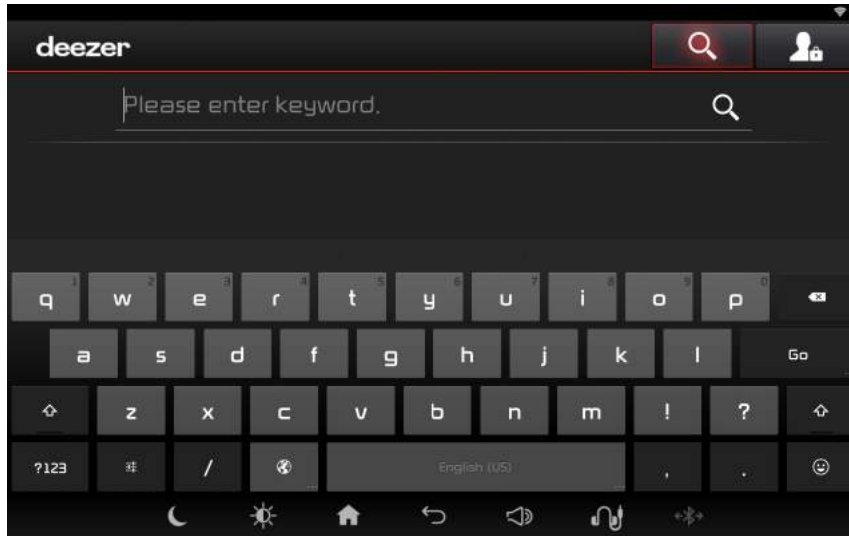 deezer
Please enter keyword.
q 1 w 2 e 3 r 4 t 5 y 6 u 7 i 8 o 9 p 0
a s d f g h j k l Go
z x c v b n m ! ?
?123 / English (US) , .